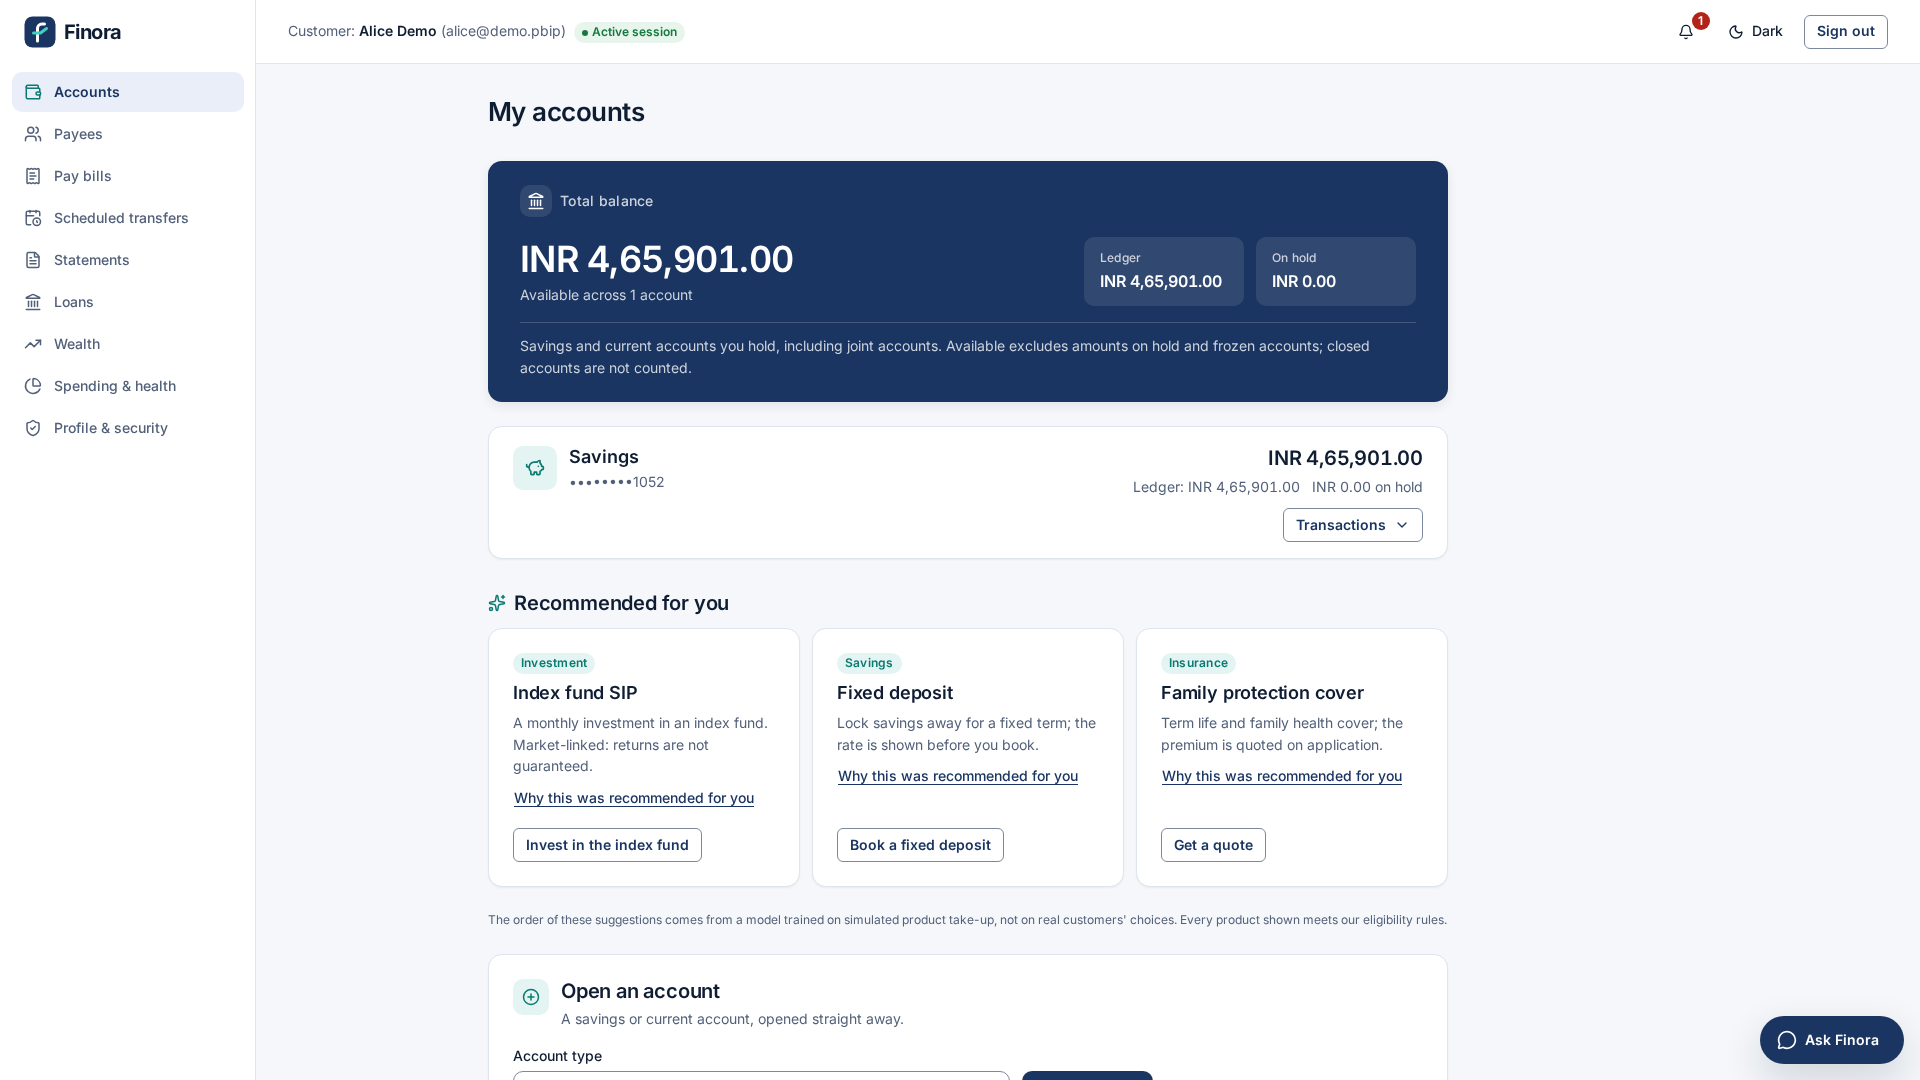 Finora
Customer: Alice Demo (alice@demo.pbip)
Active session
1
Dark
Sign out
Accounts
Payees
Pay bills
Scheduled transfers
Statements
Loans
Wealth
Spending & health
Profile & security
My accounts
Total balance
INR 4,65,901.00
Available across 1 account
Ledger
INR 4,65,901.00
On hold
INR 0.00
Savings and current accounts you hold, including joint accounts. Available excludes amounts on hold and frozen accounts; closed
accounts are not counted.
Savings
••••••••1052
INR 4,65,901.00
Ledger: INR 4,65,901.00 INR 0.00 on hold
Transactions
Recommended for you
Investment
Index fund SIP
A monthly investment in an index fund.
Market-linked: returns are not
guaranteed.
Why this was recommended for you
Invest in the index fund
Savings
Fixed deposit
Lock savings away for a fixed term; the
rate is shown before you book.
Why this was recommended for you
Book a fixed deposit
Insurance
Family protection cover
Term life and family health cover; the
premium is quoted on application.
Why this was recommended for you
Get a quote
The order of these suggestions comes from a model trained on simulated product take-up, not on real customers' choices. Every product shown meets our eligibility rules.
Open an account
A savings or current account, opened straight away.
Account type
Ask Finora